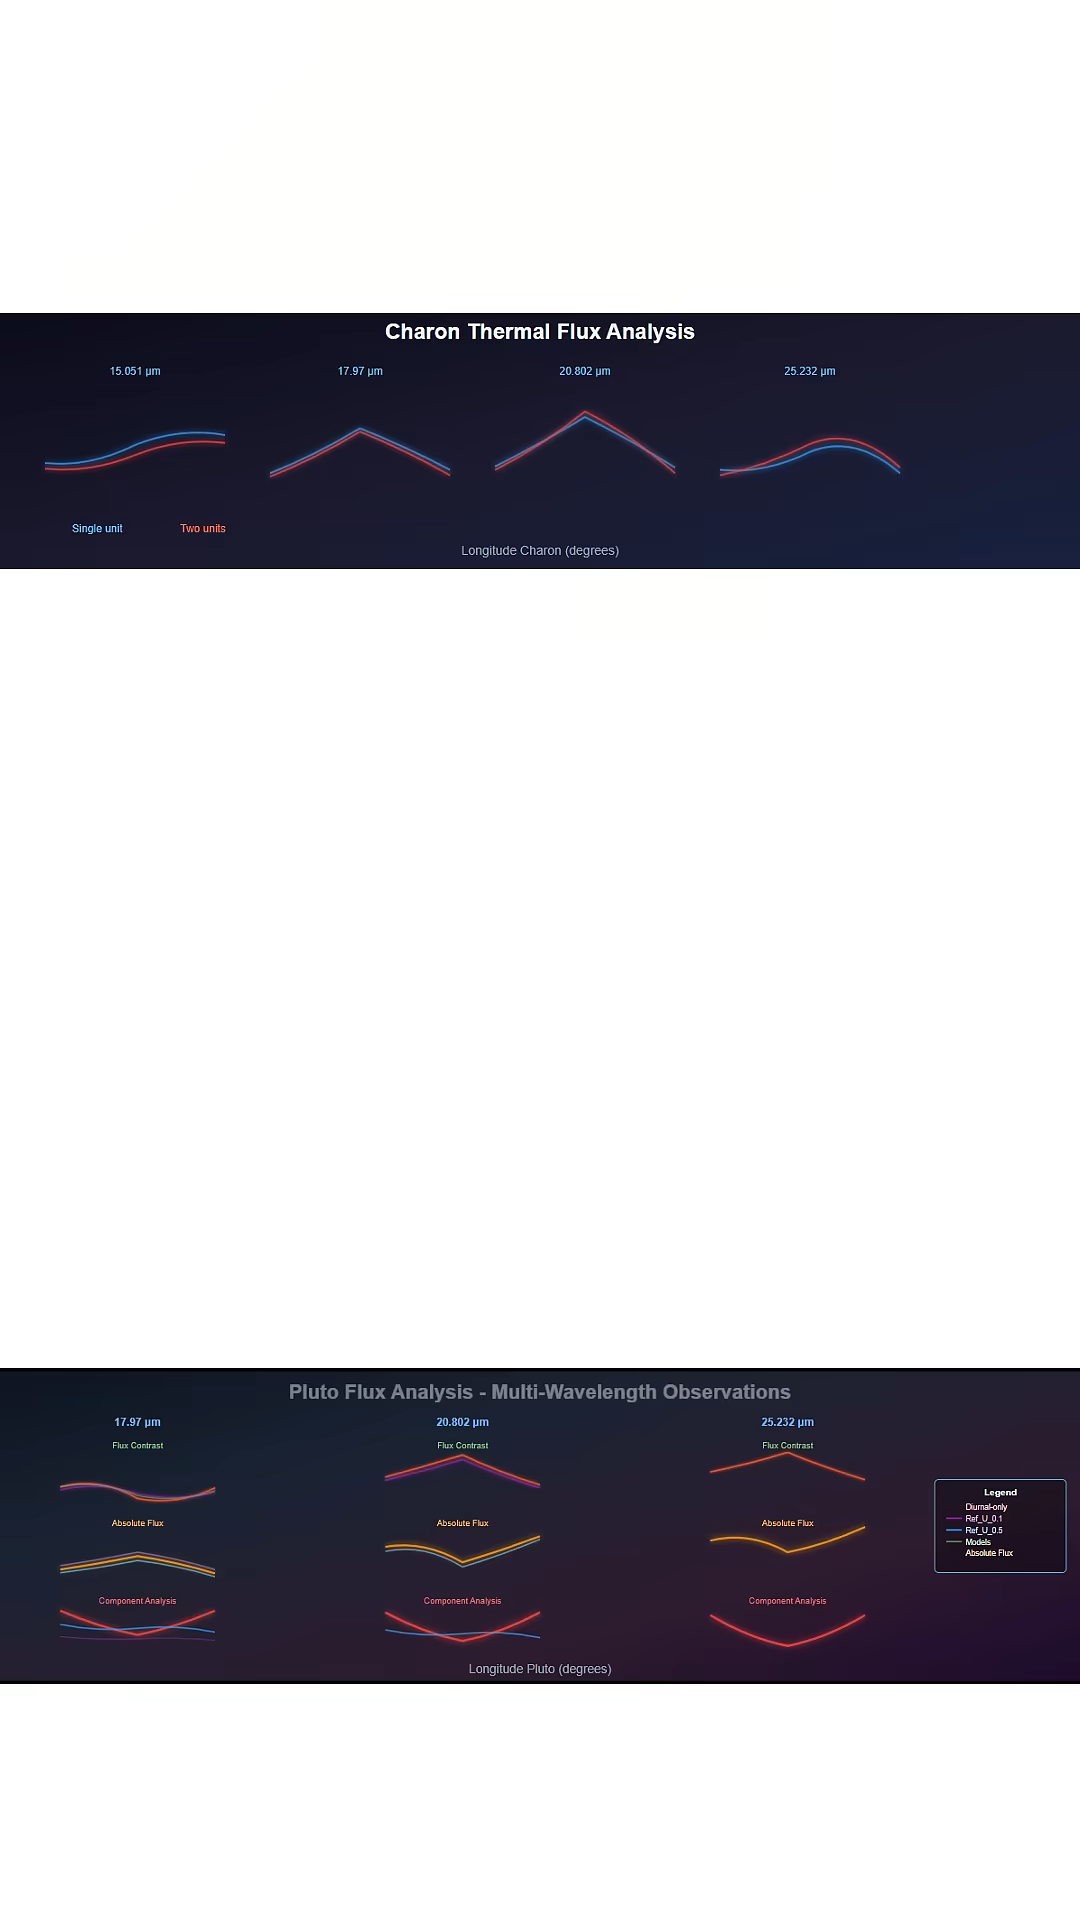 Charon Thermal Flux Analysis
15.051 µm 17.97 µm 20.802 µm 25.232 µm
Single unit Two units
Longitude Charon (degrees)
Pluto Flux Analysis - Multi-Wavelength Observations
17.97 µm 20.802 µm 25.232 µm
Flux Contrast Flux Contrast Flux Contrast
Absolute Flux Absolute Flux Absolute Flux
Component Analysis Component Analysis Component Analysis
Legend
Diurnal-only
Ref_U_0.1
Ref_U_0.5
Models
Absolute Flux
Longitude Pluto (degrees)